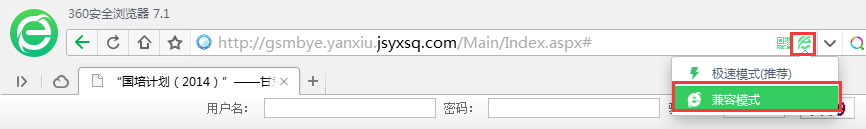 360安全浏览器 7.1
http://gsmbye.yanxiu.jsyxsq.com/Main/Index.aspx#
极速模式(推荐)
“国培计划（2014）”——甘
兼容模式
用户名：
密码：